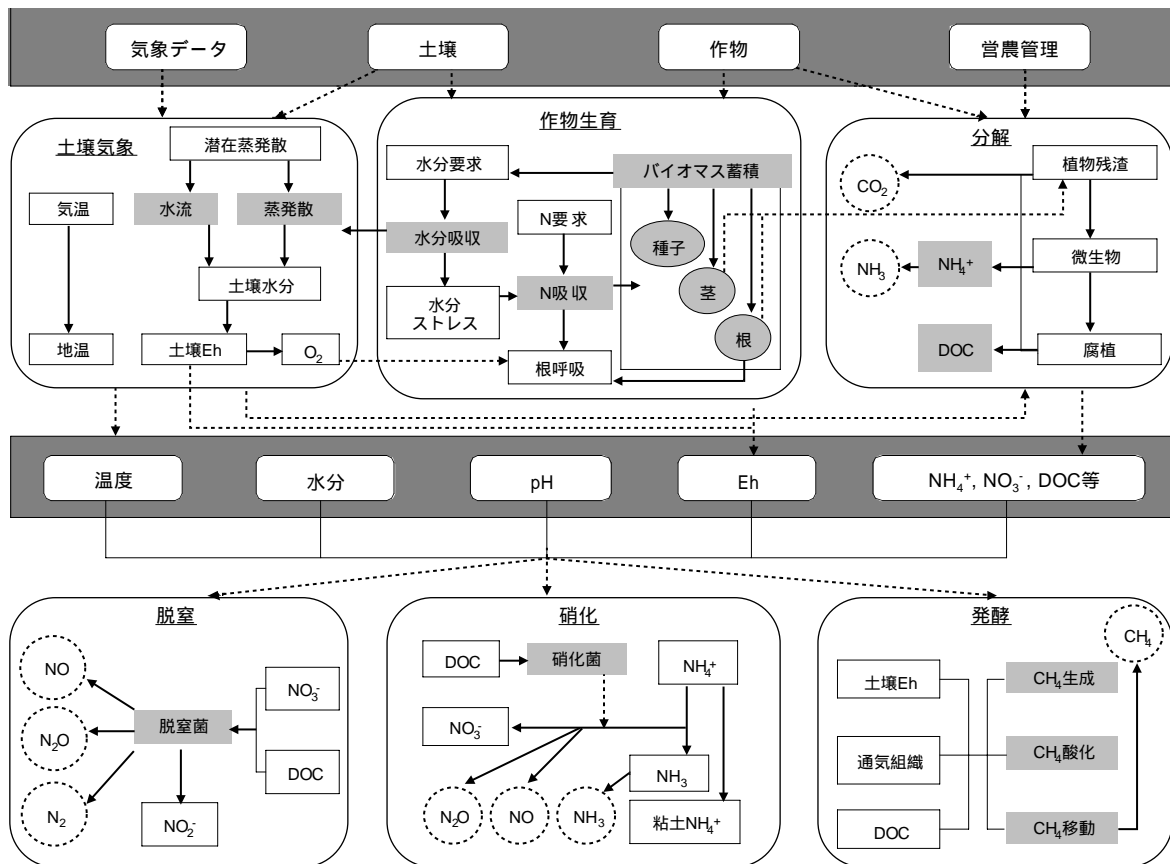 気象データ
土壌
作物
営農管理
土壌気象
潜在蒸発散
気温
水流
蒸発散
土壌水分
地温
土壌Eh
O₂
作物生育
水分要求
バイオマス蓄積
N要求
水分吸収
種子
N吸収
茎
水分
ストレス
根
根呼吸
分解
植物残渣
CO₂
微生物
NH₄⁺
NH₃
DOC
腐植
温度
水分
pH
Eh
NH₄⁺, NO₃⁻, DOC等
脱窒
NO
NO₃⁻
N₂O
脱窒菌
DOC
N₂
NO₂⁻
硝化
DOC
硝化菌
NH₄⁺
NO₃⁻
NH₃
N₂O
NO
NH₃
粘土NH₄⁺
発酵
CH₄
土壌Eh
CH₄生成
通気組織
CH₄酸化
DOC
CH₄移動